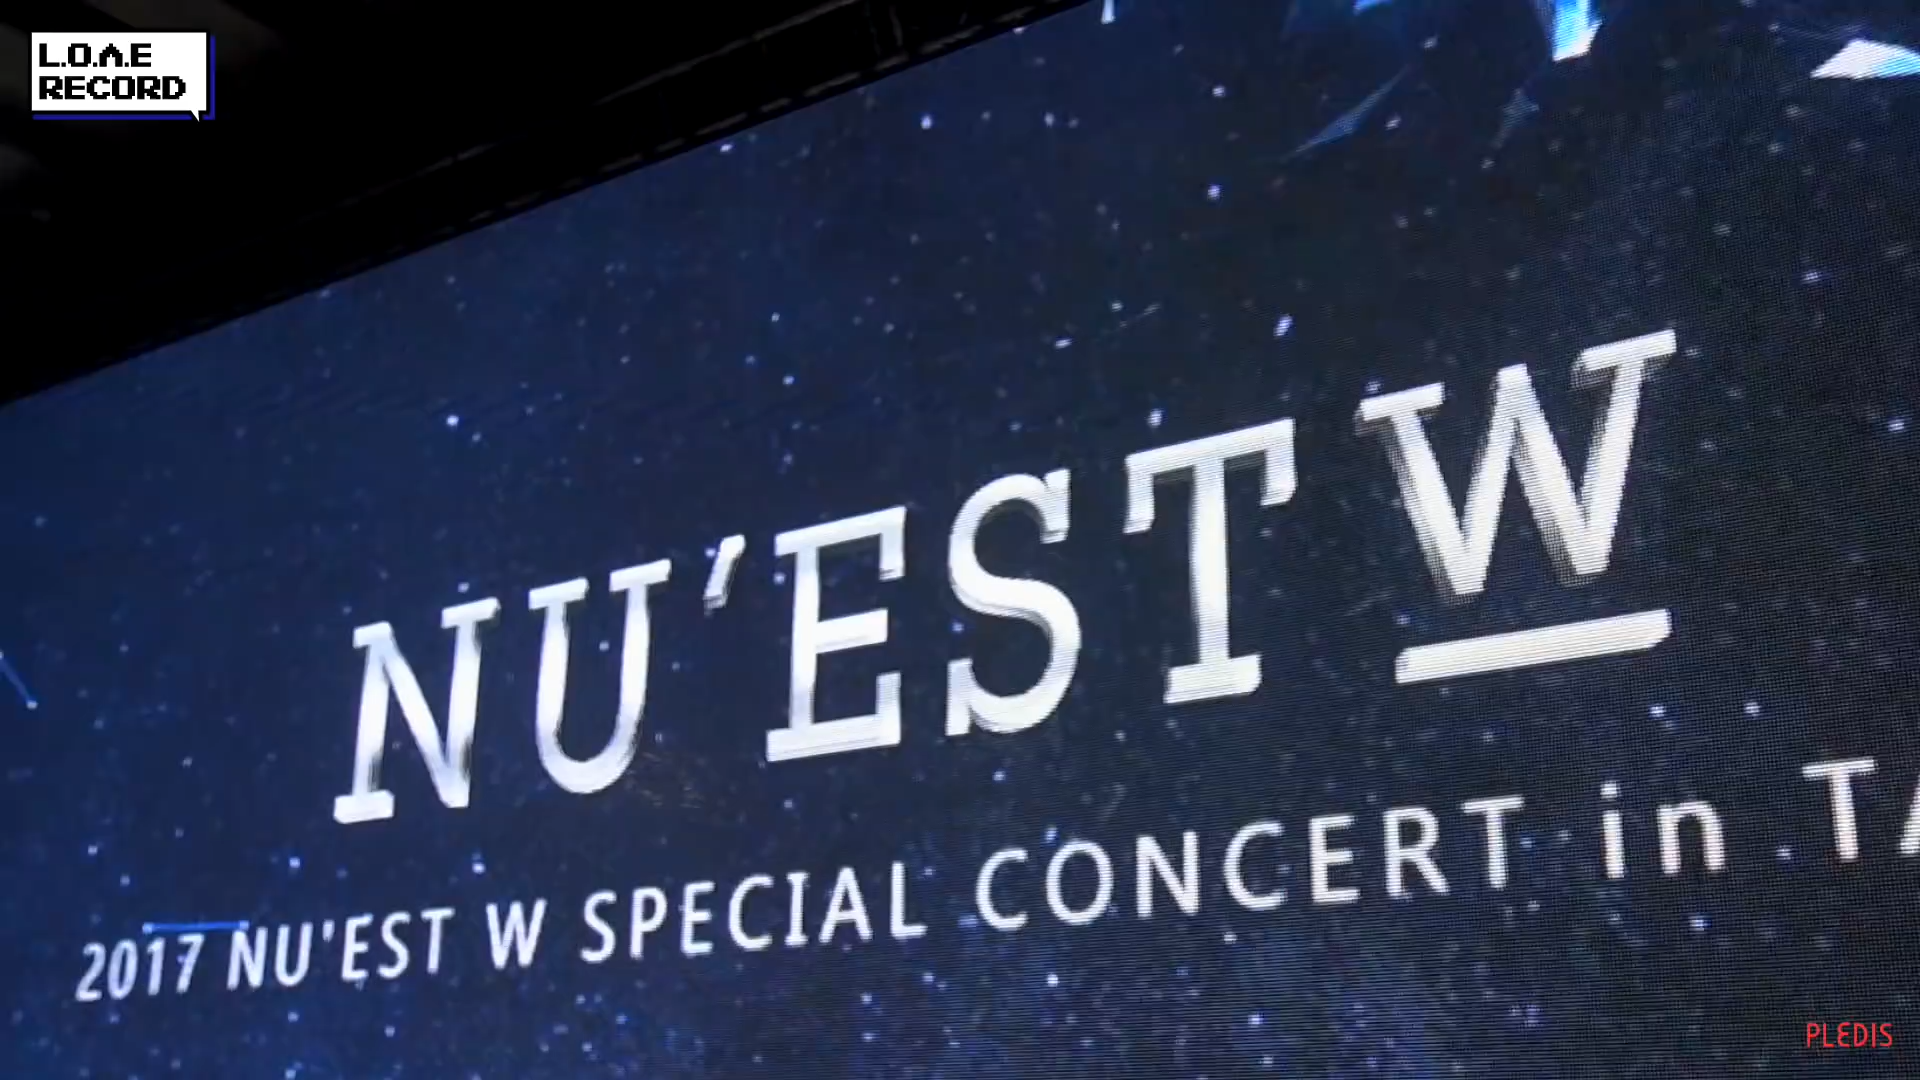 L.O.Λ.E
RECORD
NU'EST W
2017 NU'EST W SPECIAL CONCERT in
PLEDIS